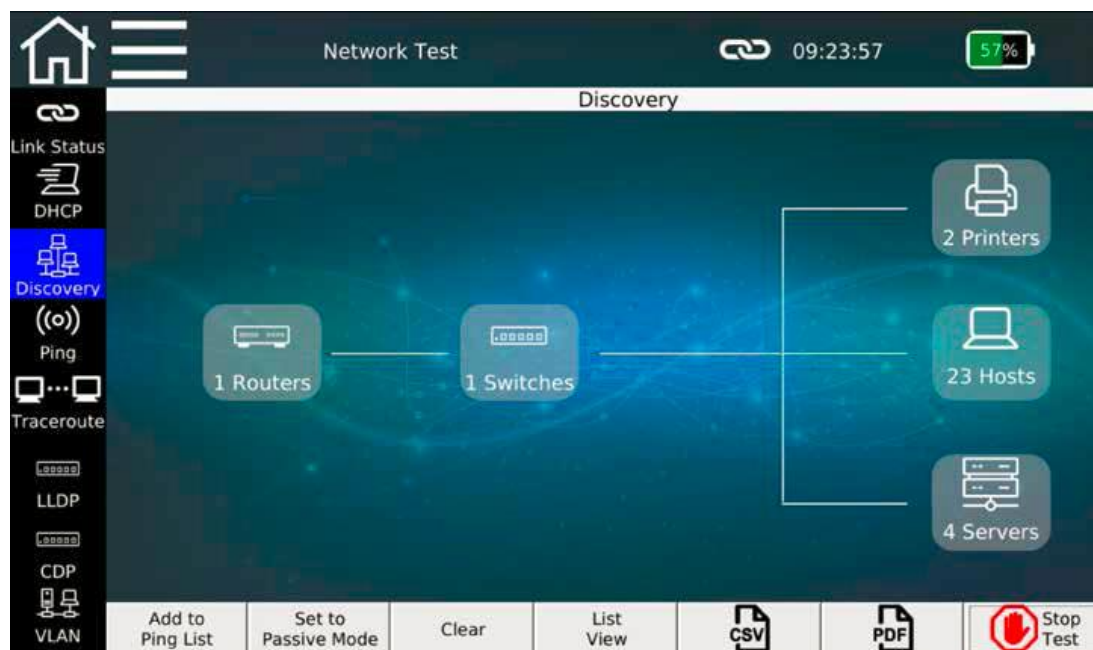 Network Test
09:23:57
57%
Discovery
Link Status
DHCP
Discovery
Ping
Traceroute
LLDP
CDP
VLAN
1 Routers
1 Switches
2 Printers
23 Hosts
4 Servers
Add to
Ping List
Set to
Passive Mode
Clear
List
View
CSV
PDF
Stop
Test